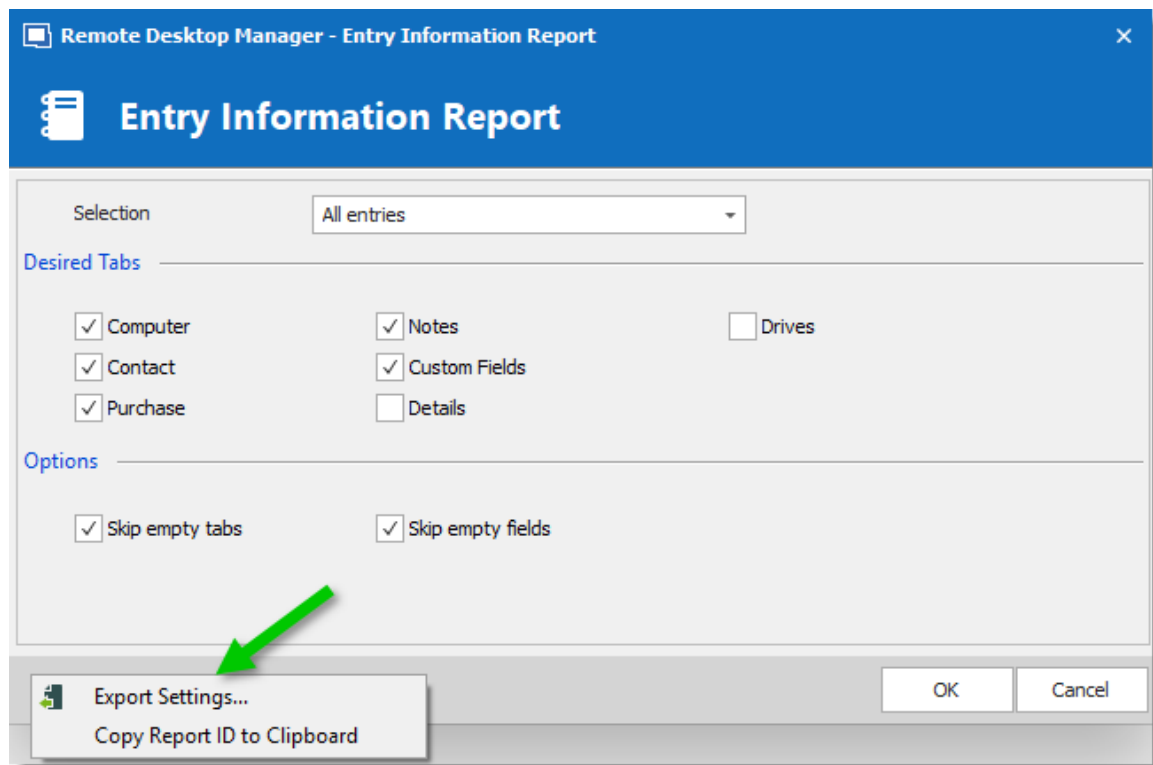 Remote Desktop Manager - Entry Information Report
Entry Information Report
Selection All entries
Desired Tabs
Computer Notes Drives
Contact Custom Fields
Purchase Details
Options
Skip empty tabs Skip empty fields
Export Settings... OK Cancel
Copy Report ID to Clipboard